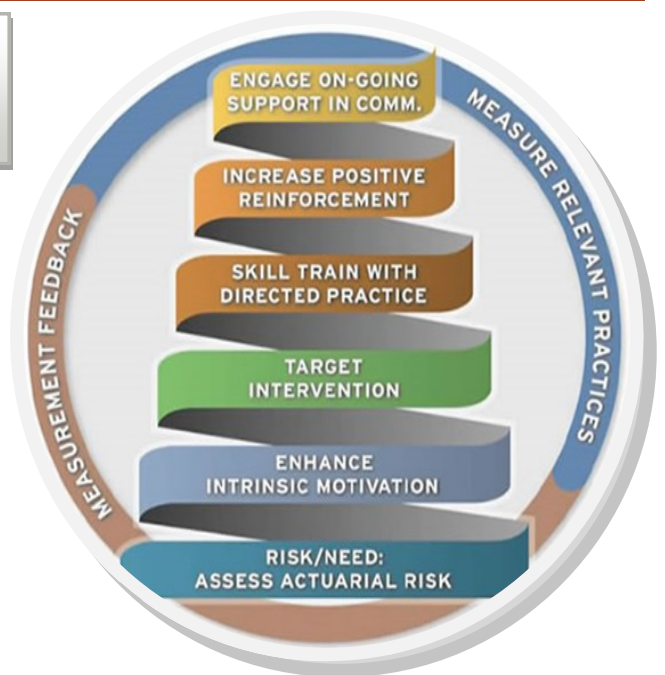 ENGAGE ON-GOING
SUPPORT IN COMM.
INCREASE POSITIVE
REINFORCEMENT
SKILL TRAIN WITH
DIRECTED PRACTICE
TARGET
INTERVENTION
ENHANCE
INTRINSIC MOTIVATION
RISK/NEED:
ASSESS ACTUARIAL RISK
MEASURE RELEVANT PRACTICES
MEASUREMENT FEEDBACK